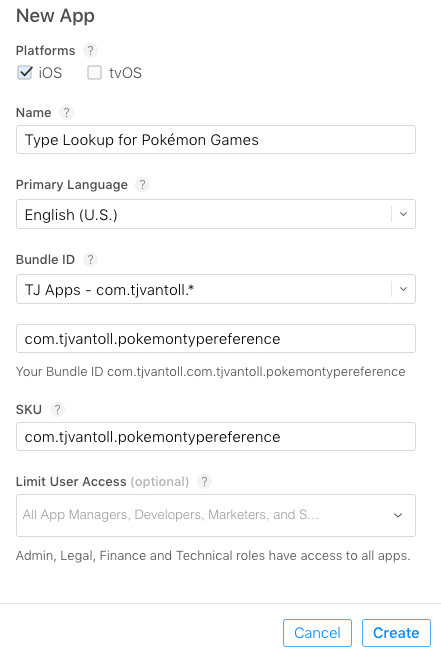 New App
Platforms ?
iOS tvOS
Name ?
Type Lookup for Pokémon Games
Primary Language ?
English (U.S.)
Bundle ID ?
TJ Apps - com.tjvantoll.*
com.tjvantoll.pokemontypereference
Your Bundle ID com.tjvantoll.com.tjvantoll.pokemontypereference
SKU ?
com.tjvantoll.pokemontypereference
Limit User Access (optional) ?
All App Managers, Developers, Marketers, and S...
Admin, Legal, Finance and Technical roles have access to all apps.
Cancel Create